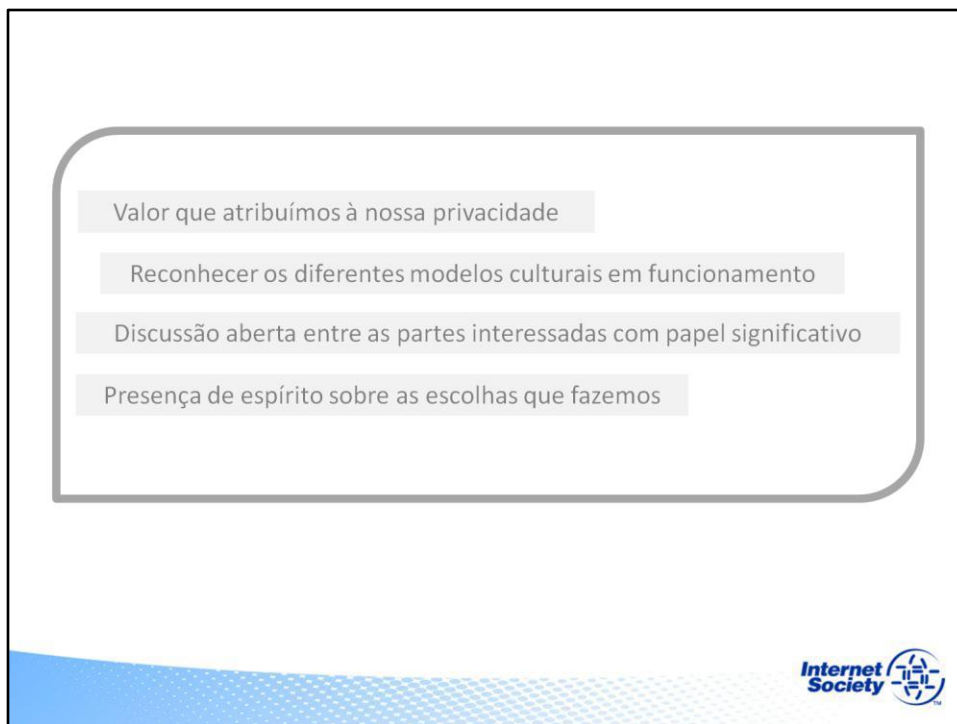 Valor que atribuímos à nossa privacidade
Reconhecer os diferentes modelos culturais em funcionamento
Discussão aberta entre as partes interessadas com papel significativo
Presença de espírito sobre as escolhas que fazemos
Internet
Society
TM